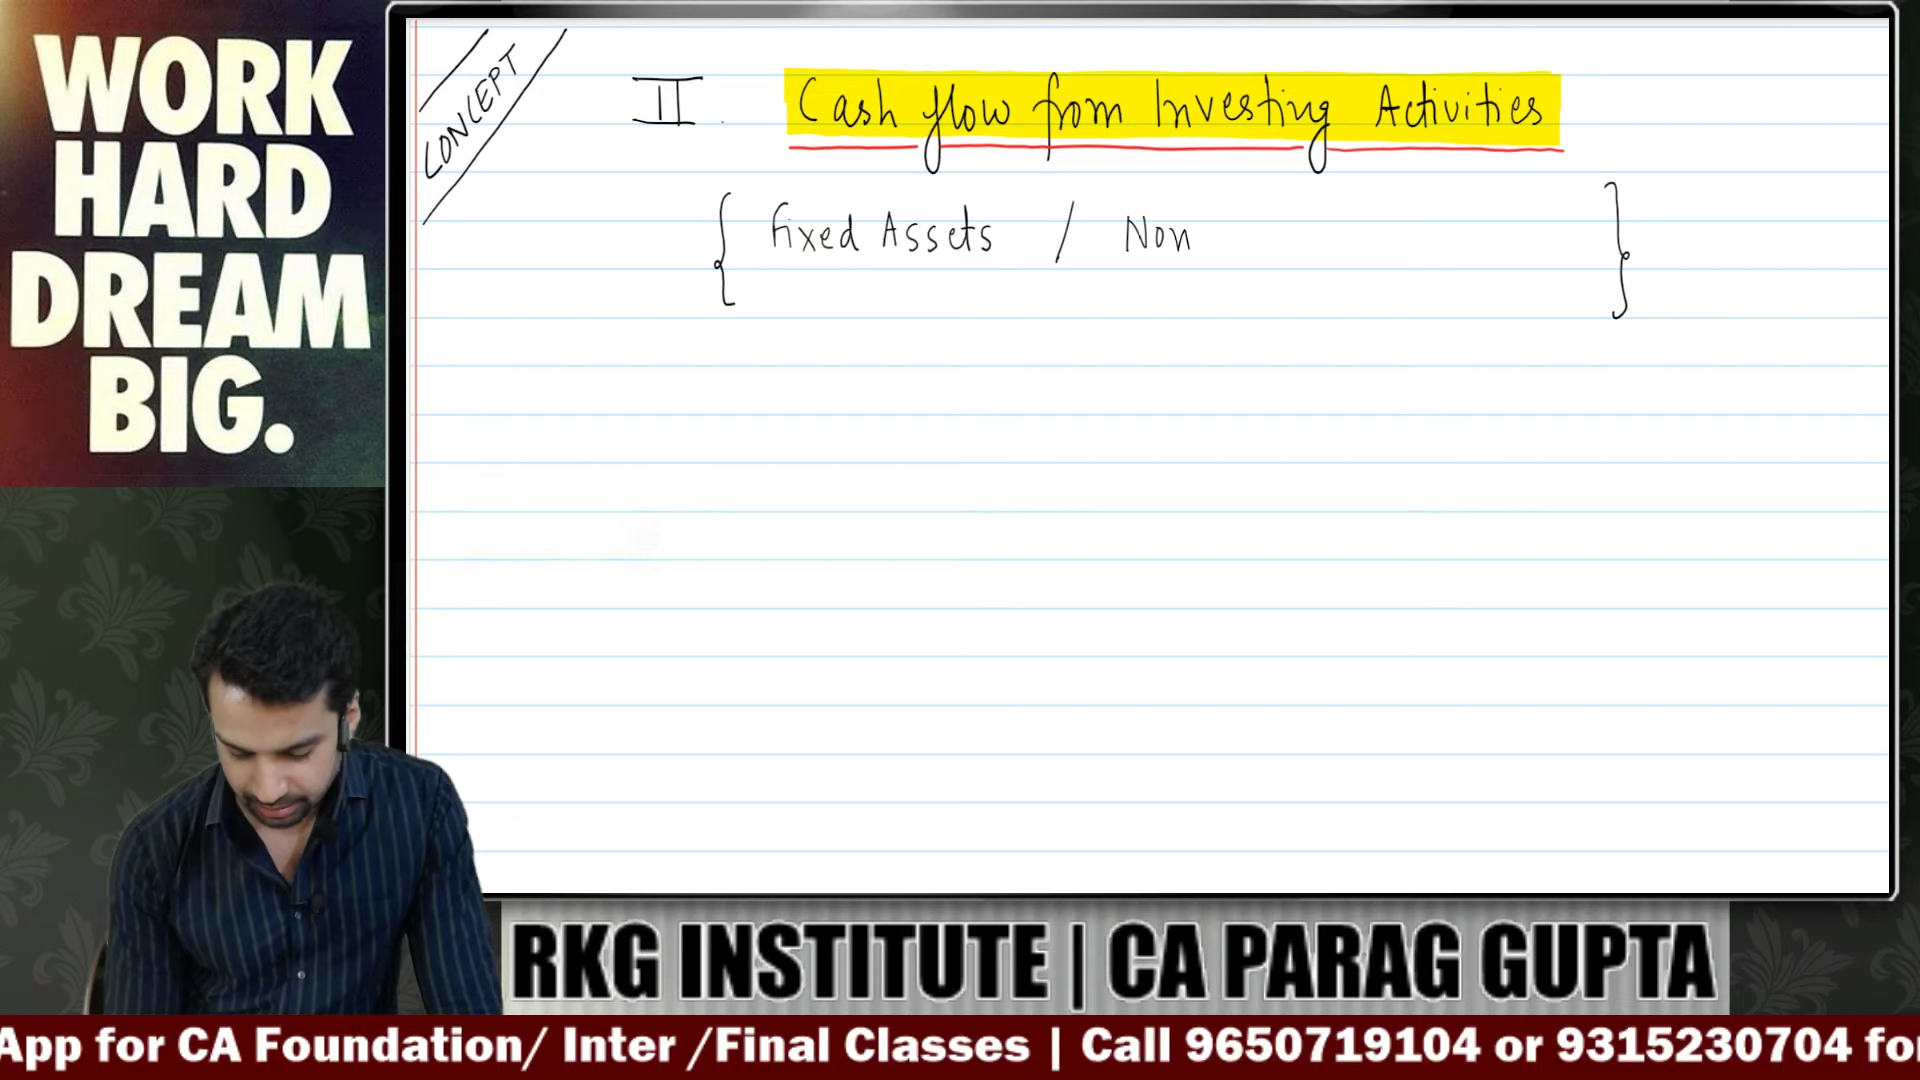 WORK
HARD
DREAM
BIG.
CONCEPT
II. Cash flow from Investing Activities
{ Fixed Assets / Non }
RKG INSTITUTE | CA PARAG GUPTA
App for CA Foundation/ Inter /Final Classes | Call 9650719104 or 9315230704 for